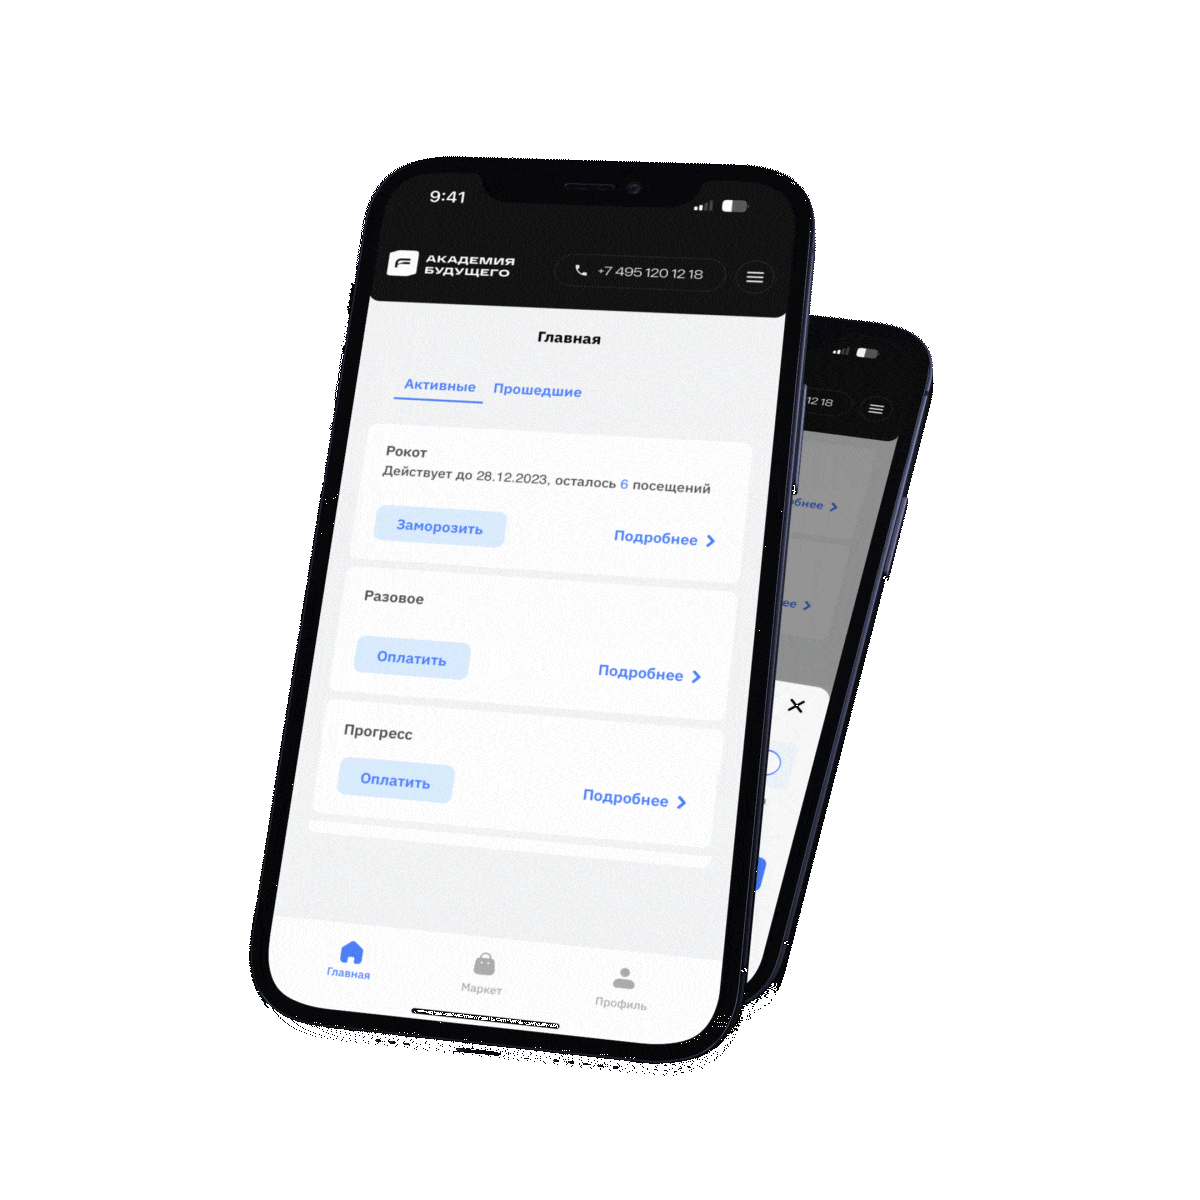 9:41
АКАДЕМИЯ
БУДУЩЕГО
+7 495 120 12 18
Главная
Активные Прошедшие
Рокот
Действует до 28.12.2023, осталось 6 посещений
Заморозить Подробнее
Разовое
Оплатить Подробнее
Прогресс
Оплатить Подробнее
Главная Маркет Профиль
12 18
бнее
ее